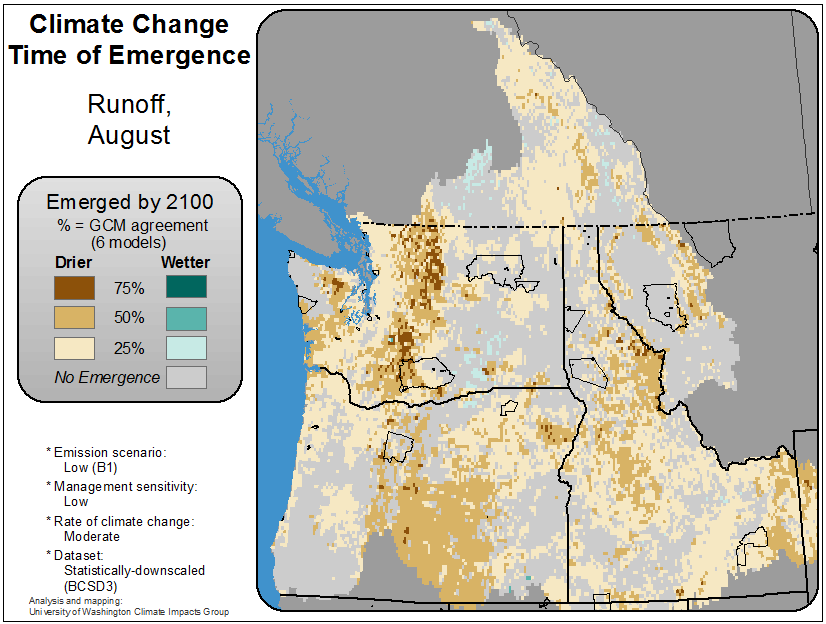 Climate Change
Time of Emergence
Runoff,
August
Emerged by 2100
% = GCM agreement
(6 models)
Drier Wetter
75%
50%
25%
No Emergence
* Emission scenario:
Low (B1)
* Management sensitivity:
Low
* Rate of climate change:
Moderate
* Dataset:
Statistically-downscaled
(BCSD3)
Analysis and mapping:
University of Washington Climate Impacts Group